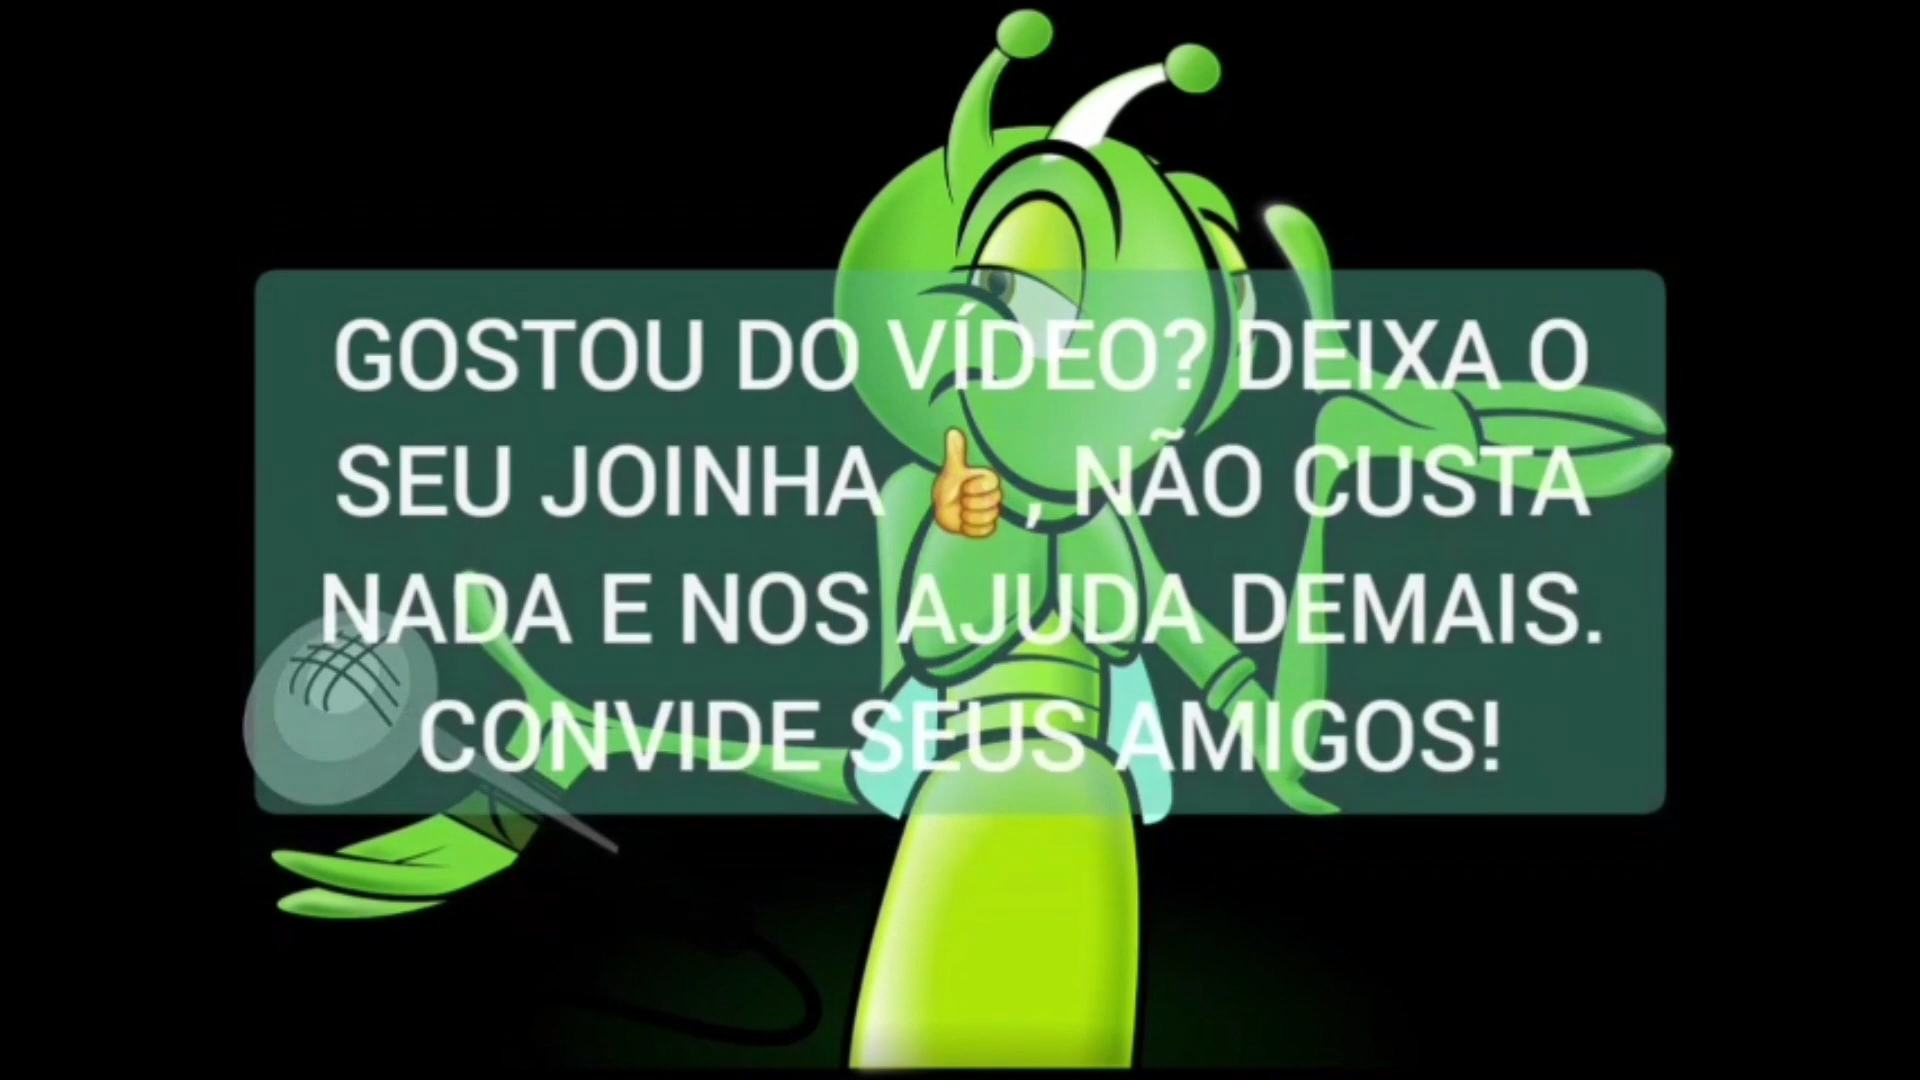 GOSTOU DO VÍDEO? DEIXA O
SEU JOINHA 👍, NÃO CUSTA
NADA E NOS AJUDA DEMAIS.
CONVIDE SEUS AMIGOS!